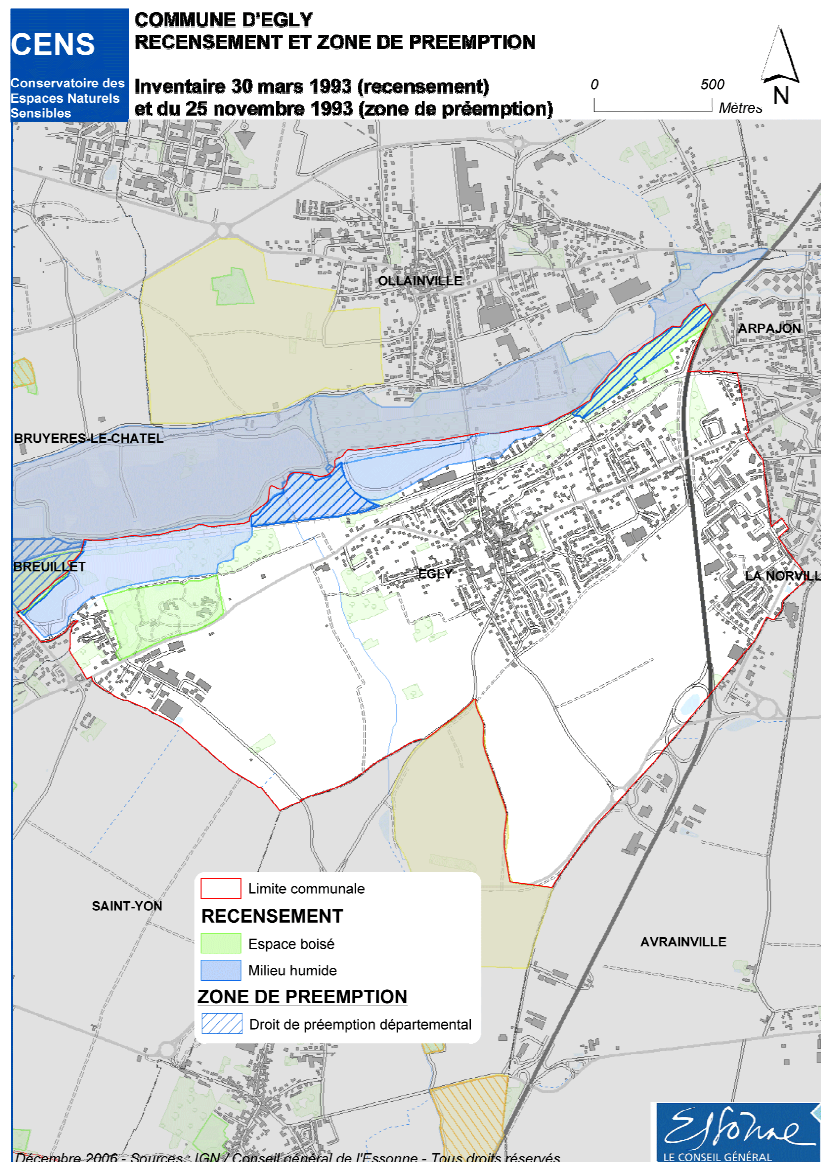 COMMUNE D'EGLY
RECENSEMENT ET ZONE DE PREEMPTION
CENS
Conservatoire des
Espaces Naturels
Sensibles
Inventaire 30 mars 1993 (recensement)
et du 25 novembre 1993 (zone de préemption)
0 500
Mètres
N
OLLAINVILLE
ARPAJON
BRUYERES-LE-CHATEL
BREUILLET
EGLY
LA NORVILL
SAINT-YON
AVRAINVILLE
Limite communale
RECENSEMENT
Espace boisé
Milieu humide
ZONE DE PREEMPTION
Droit de préemption départemental
Essonne
LE CONSEIL GÉNÉRAL
Décembre 2006 - Sources : IGN / Conseil général de l'Essonne - Tous droits réservés